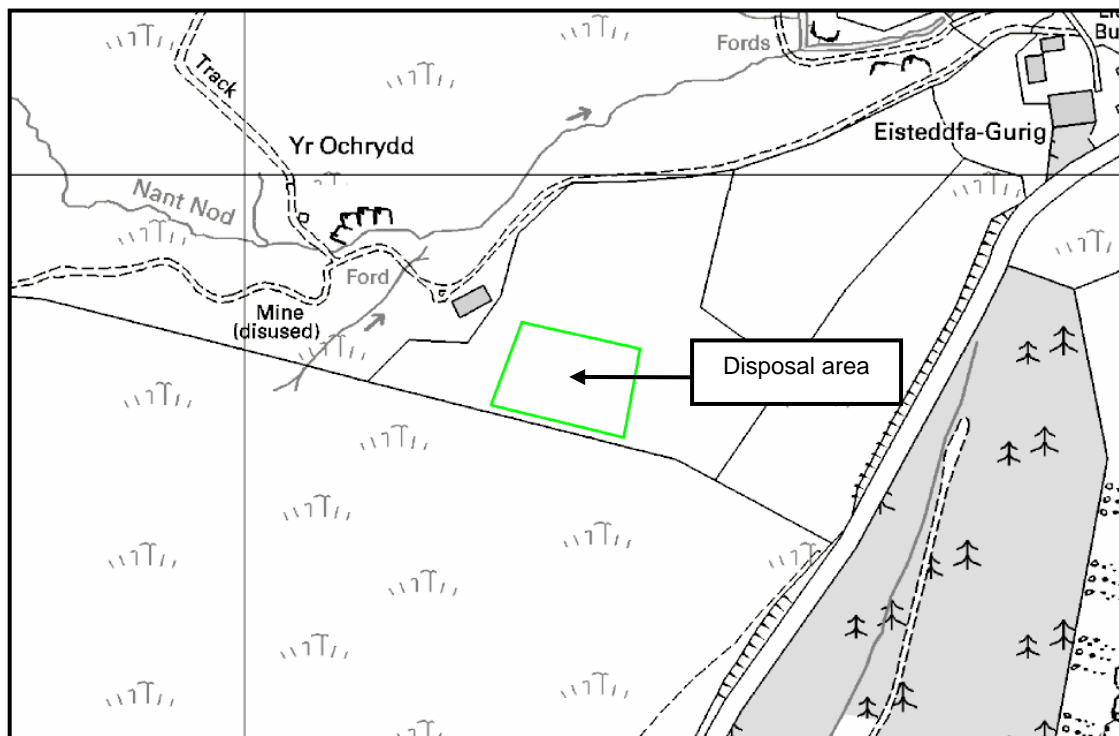 Fords
Track
Eisteddfa-Gurig
Yr Ochrydd
Nant Nod
Ford
Mine
(disused)
Disposal area